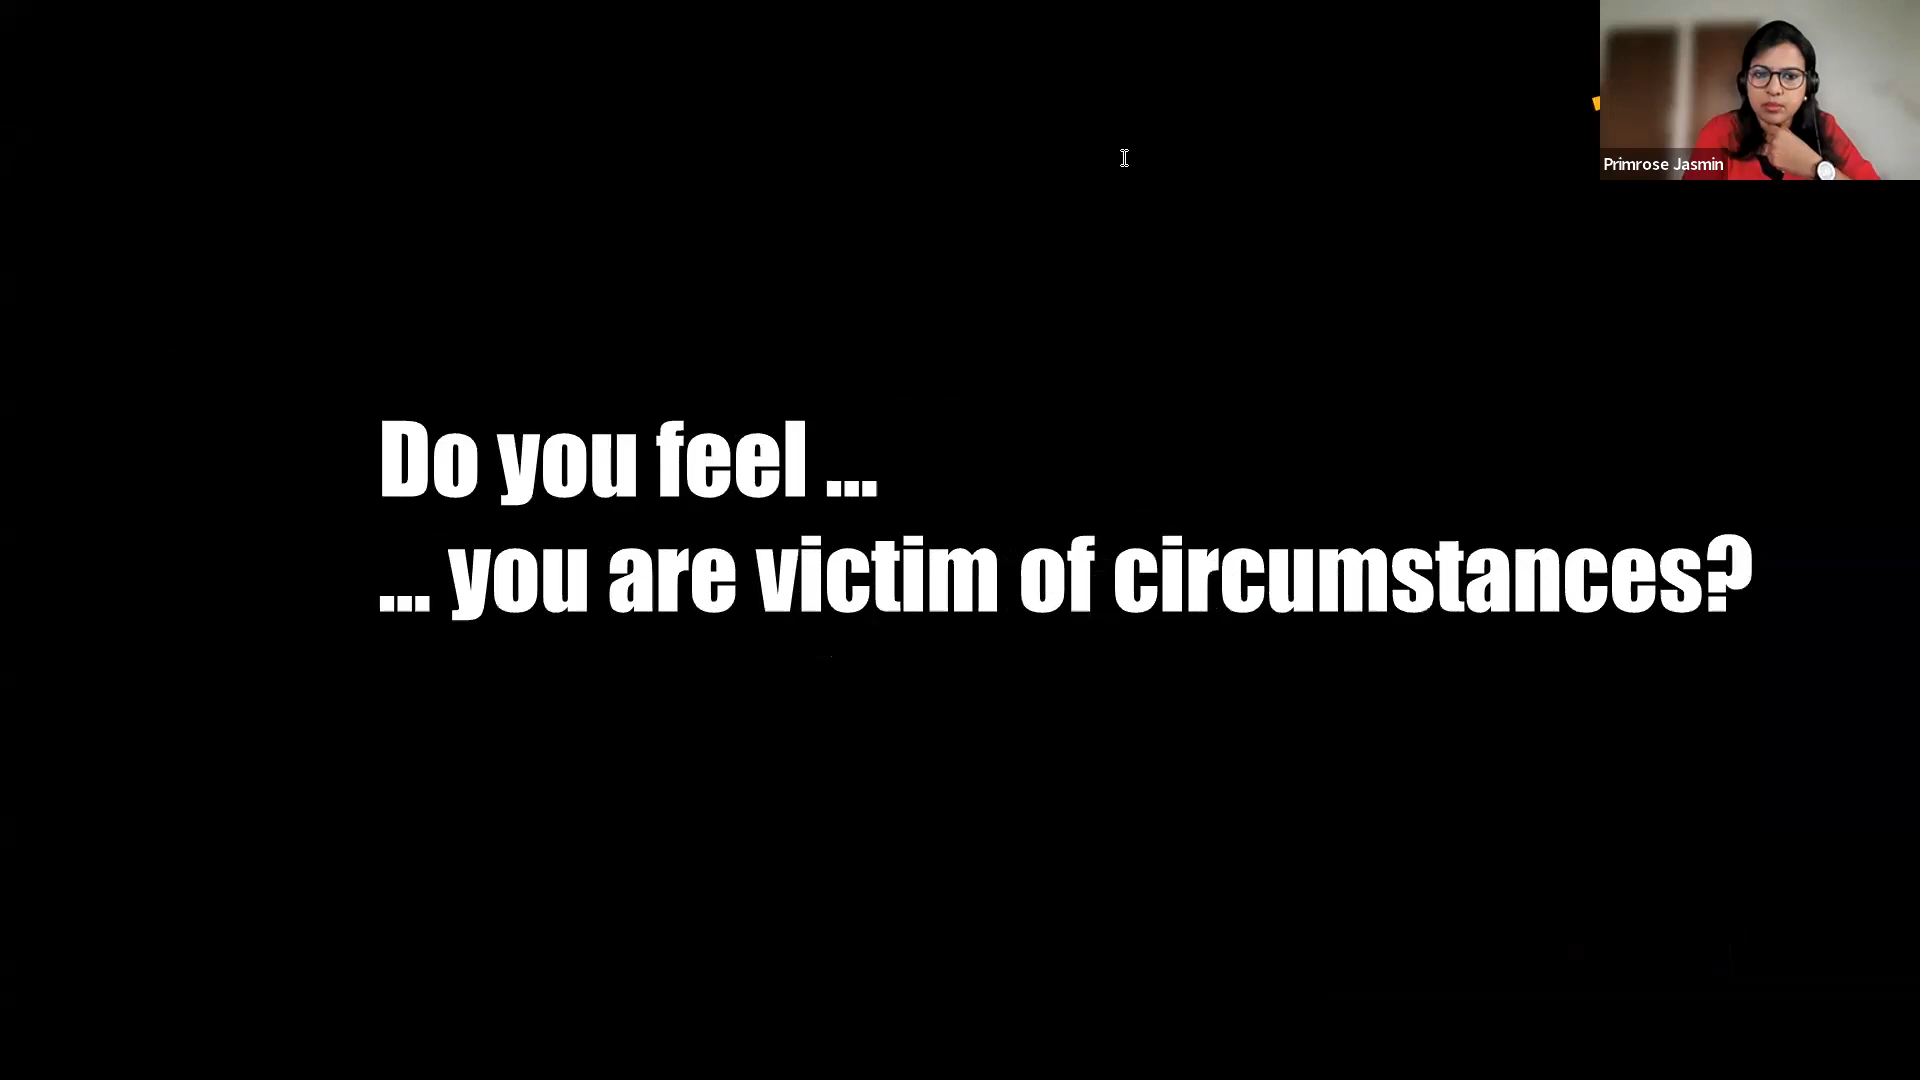 Primrose Jasmin
Do you feel ...
... you are victim of circumstances?